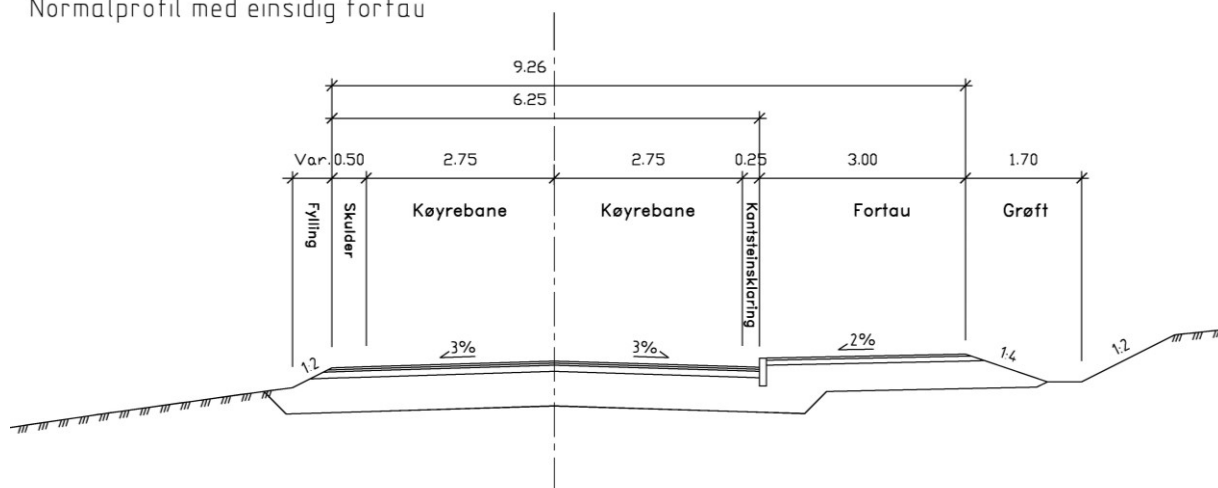 Normalprofil med einsidig fortau
9.26
6.25
Var. 0.50 2.75 2.75 0.25 3.00 1.70
Fylling Skulder Køyrebane Køyrebane Kantsteinsklaring Fortau Grøft
1:2 3% 3% 2% 1:4 1:2